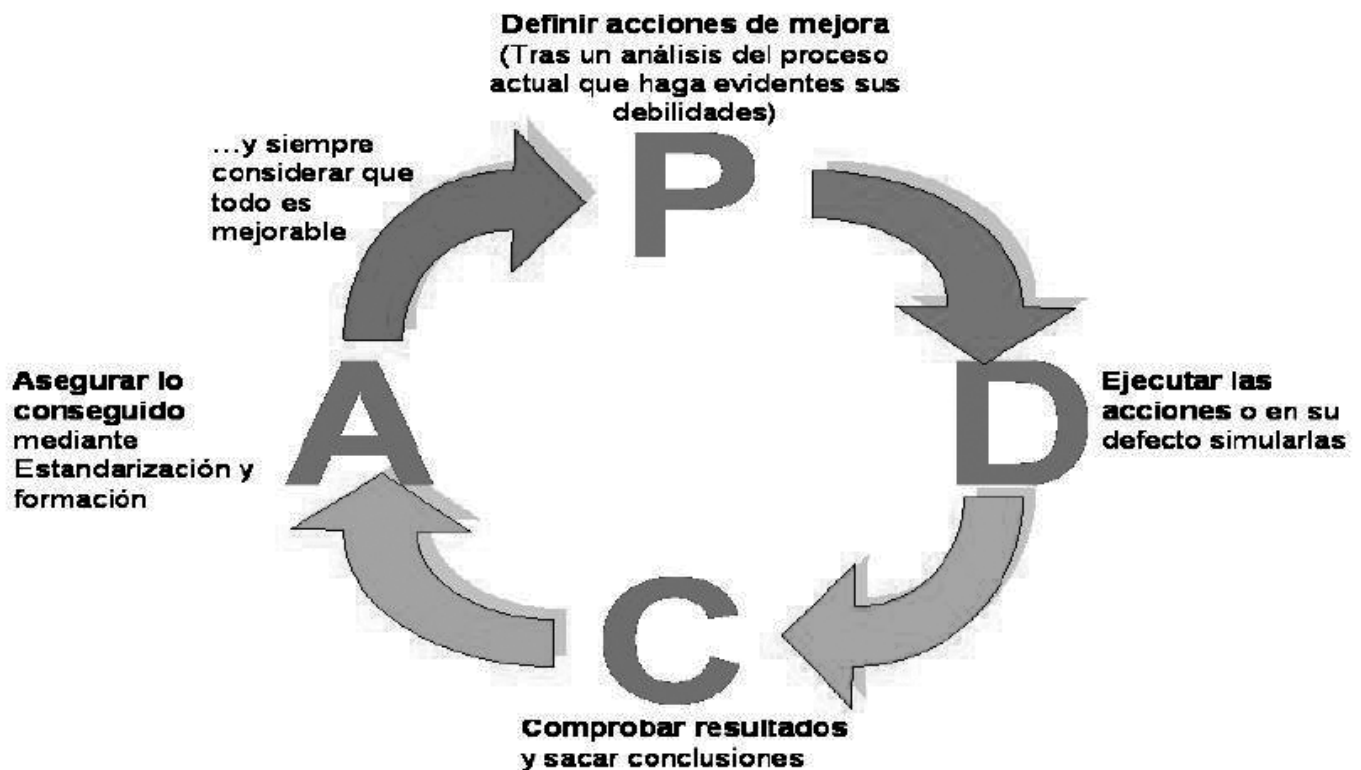 Definir acciones de mejora
(Tras un análisis del proceso
actual que haga evidentes sus
debilidades)
P
...y siempre
considerar que
todo es
mejorable
D
Ejecutar las
acciones o en su
defecto simularlas
A
Asegurar lo
conseguido
mediante
Estandarización y
formación
C
Comprobar resultados
y sacar conclusiones